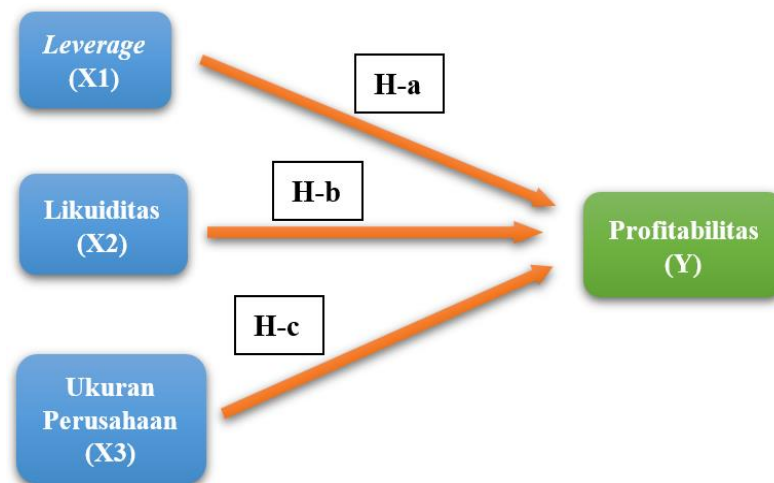 Leverage
(X1)
H-a
Likuiditas
(X2)
H-b
Profitabilitas
(Y)
H-c
Ukuran
Perusahaan
(X3)